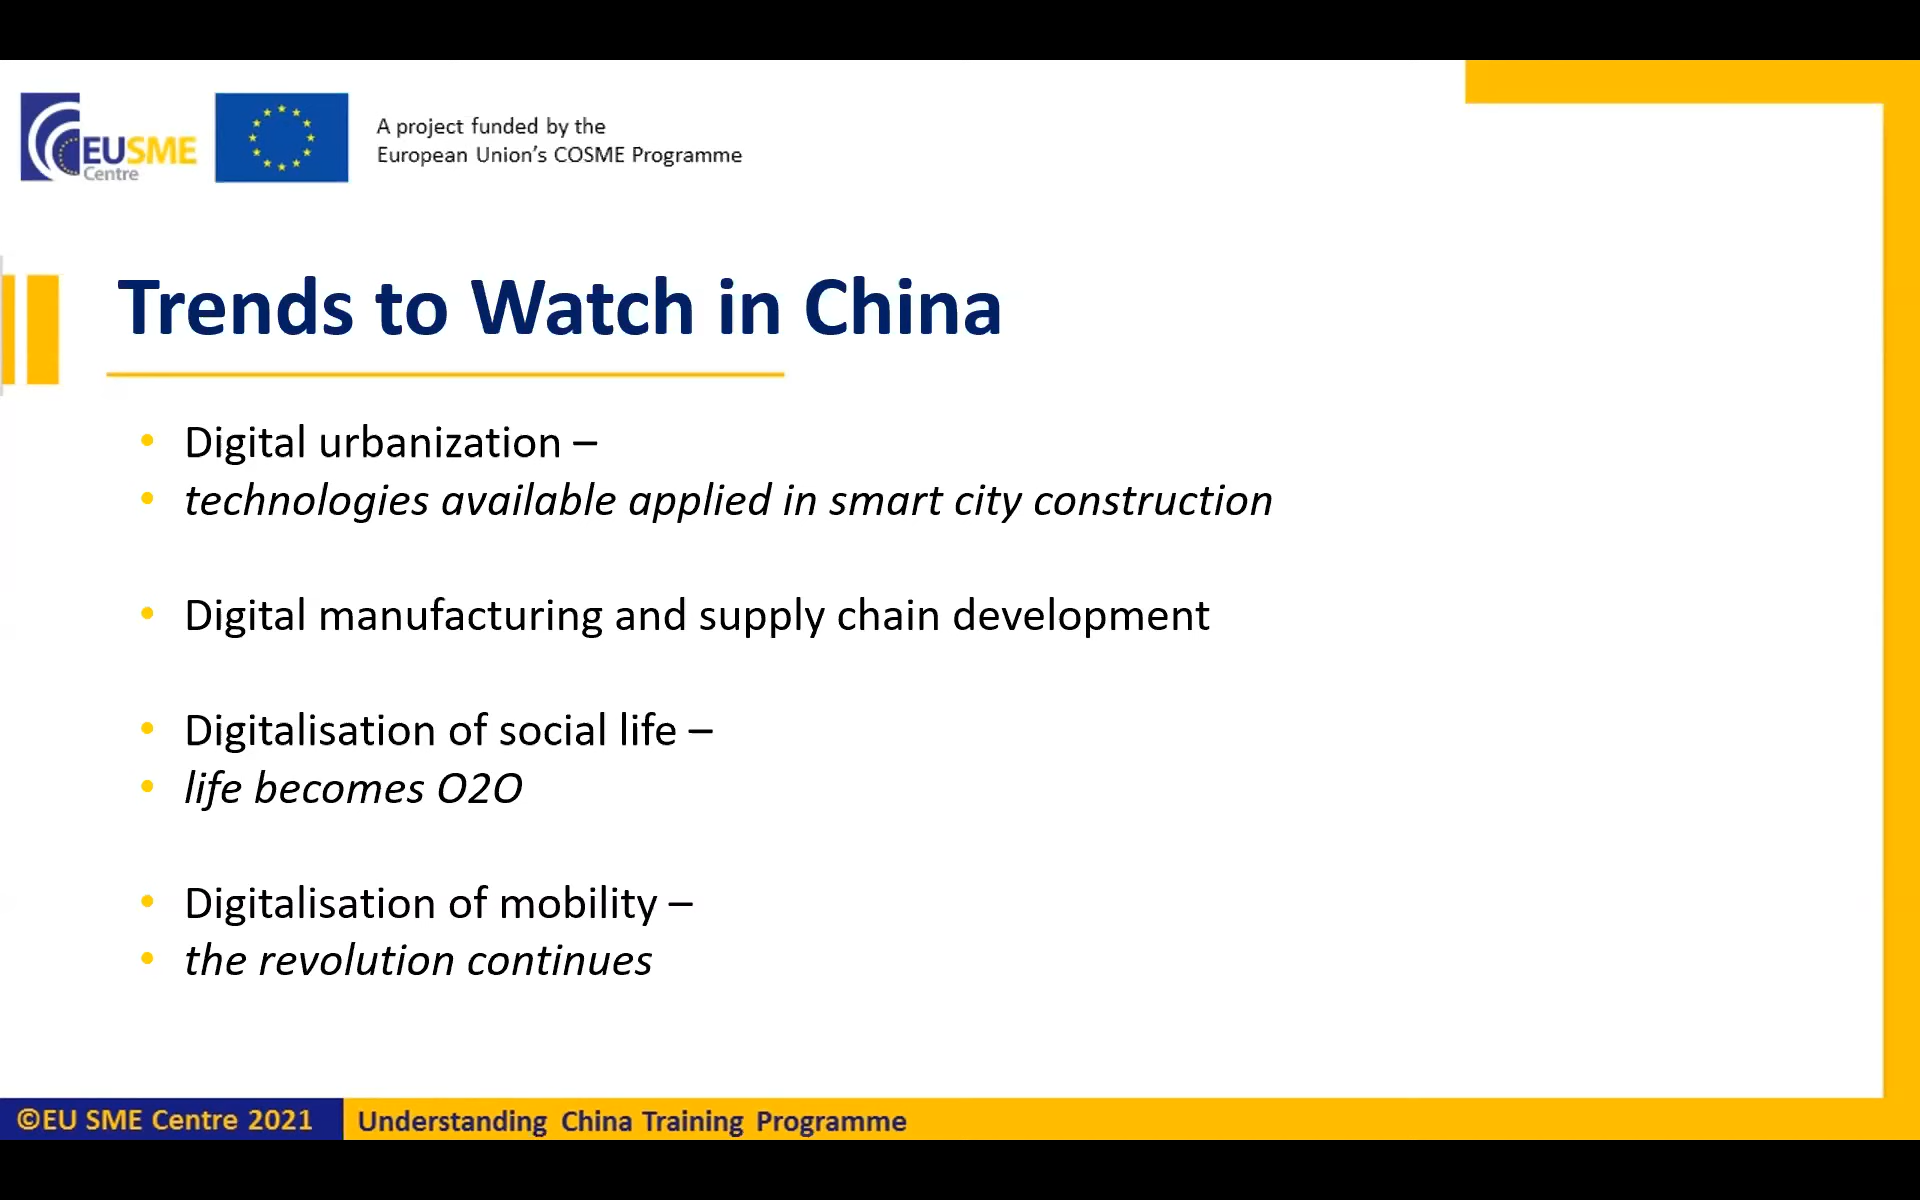 EUSME
Centre
A project funded by the
European Union's COSME Programme
Trends to Watch in China
• Digital urbanization –
• technologies available applied in smart city construction
• Digital manufacturing and supply chain development
• Digitalisation of social life –
• life becomes O2O
• Digitalisation of mobility –
• the revolution continues
©EU SME Centre 2021
Understanding China Training Programme